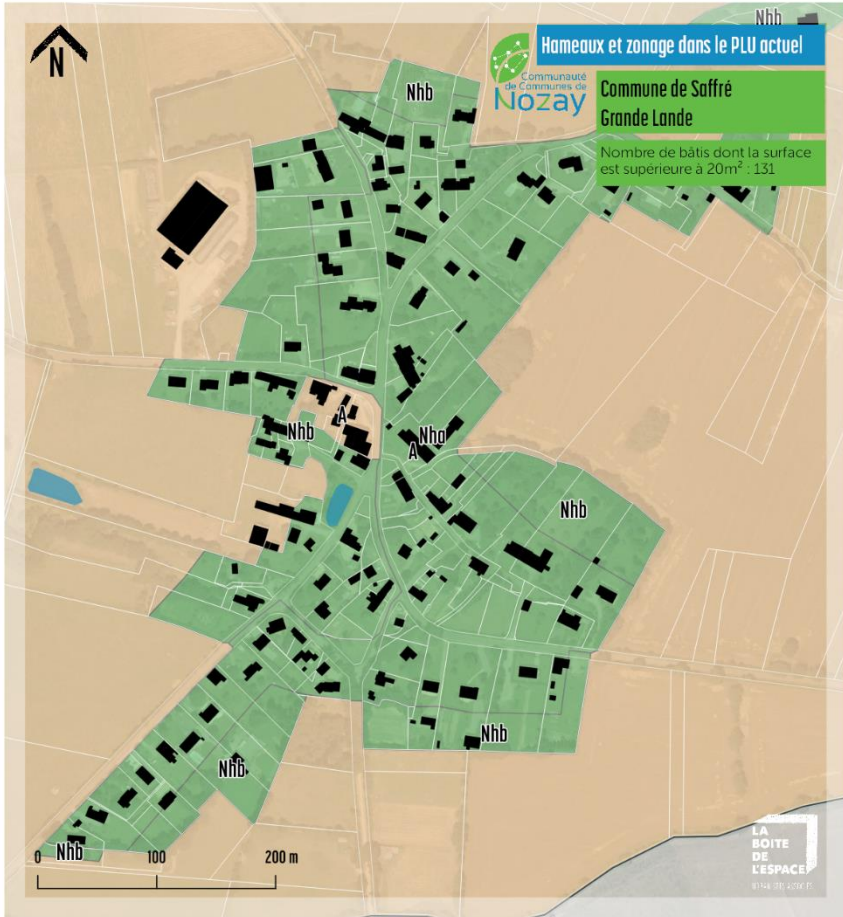 Nhb
N
Hameaux et zonage dans le PLU actuel
Communauté
de Communes de
Nozay
Commune de Saffré
Grande Lande
Nombre de bâtis dont la surface
est supérieure à 20m² : 131
Nhb
A
Nhb
Nha
A
Nhb
Nhb
Nhb
Nhb
0 100 200 m
LA
BOITE
DE
L'ESPACE